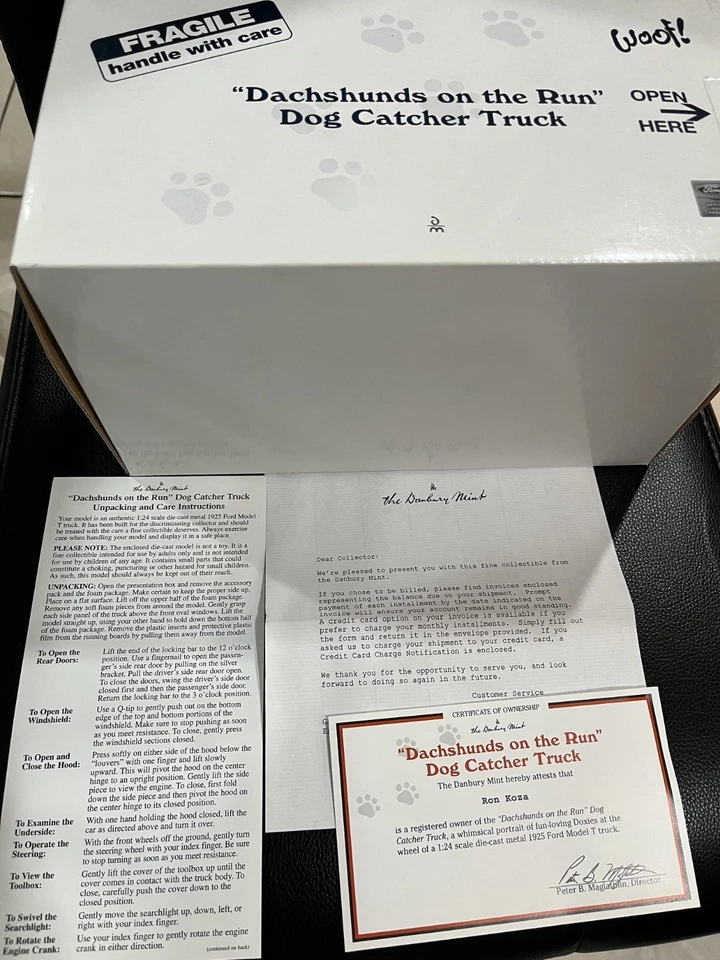 FRAGILE
handle with care
woof!
"Dachshunds on the Run"
Dog Catcher Truck
OPEN
HERE
Ford
DM
the Danbury Mint
"Dachshunds on the Run" Dog Catcher Truck
Unpacking and Care Instructions
Your model is an authentic 1:24 scale die-cast metal 1925 Ford Model
T truck. It has been built for the discriminating collector and should
be treated with the care a fine collectible deserves. Always exercise
care when handling your model and display it in a safe place.
PLEASE NOTE: The enclosed die-cast model is not a toy. It is a
fine collectible intended for use by adults only and is not intended
for use by children of any age. It contains small parts that could
constitute a choking, puncturing or other hazard for small children.
As such, this model should always be kept out of their reach.
UNPACKING: Open the presentation box and remove the accessory
pack and the foam package. Make certain to keep the proper side up.
Place on a flat surface. Lift off the upper half of the foam package.
Remove any soft foam pieces from around the model. Gently grasp
each side panel of the truck above the front oval windows. Lift the
model straight up, using your other hand to hold down the bottom half
of the foam package. Remove the plastic inserts and protective plastic
film from the running boards by pulling them away from the model.
To Open the
Rear Doors:
Lift the end of the locking bar to the 12 o'clock
position. Use a fingernail to open the passen-
ger's side rear door by pulling on the silver
bracket. Pull the driver's side rear door open.
To close the doors, swing the driver's side door
closed first and then the passenger's side door.
Return the locking bar to the 3 o'clock position.
To Open the
Windshield:
Use a Q-tip to gently push out on the bottom
edge of the top and bottom portions of the
windshield. Make sure to stop pushing as soon
as you meet resistance. To close, gently press
the windshield sections closed.
To Open and
Close the Hood:
Press softly on either side of the hood below the
"louvers" with one finger and lift slowly
upward. This will pivot the hood on the center
hinge to an upright position. Gently lift the side
piece to view the engine. To close, first fold
down the side piece and then pivot the hood on
the center hinge to its closed position.
To Examine the
Underside:
With one hand holding the hood closed, lift the
car as directed above and turn it over.
To Operate the
Steering:
With the front wheels off the ground, gently turn
the steering wheel with your index finger. Be sure
to stop turning as soon as you meet resistance.
To View the
Toolbox:
Gently lift the cover of the toolbox up until the
cover comes in contact with the truck body. To
close, carefully push the cover down to the
closed position.
To Swivel the
Searchlight:
Gently move the searchlight up, down, left, or
right with your index finger.
To Rotate the
Engine Crank:
Use your index finger to gently rotate the engine
crank in either direction.
(continued on back)
the Danbury Mint
Dear Collector:
We're pleased to present you with this fine collectible from
the Danbury Mint.
If you chose to be billed, please find invoices enclosed
representing the balance due on your shipment. Prompt
payment of each installment by the date indicated on the
invoice will ensure your account remains in good standing.
A credit card option on your invoice is available if you
prefer to charge your monthly installments. Simply fill out
the form and return it in the envelope provided. If you
asked us to charge your shipment to your credit card, a
Credit Card Charge Notification is enclosed.
We thank you for the opportunity to serve you, and look
forward to doing so again in the future.
Customer Service
CERTIFICATE OF OWNERSHIP
the Danbury Mint
"Dachshunds on the Run"
Dog Catcher Truck
The Danbury Mint hereby attests that
Ron Koza
is a registered owner of the "Dachshunds on the Run" Dog
Catcher Truck, a whimsical portrait of fun-loving Doxies at the
wheel of a 1:24 scale die-cast metal 1925 Ford Model T truck.
Peter B. Maglathlin, Director